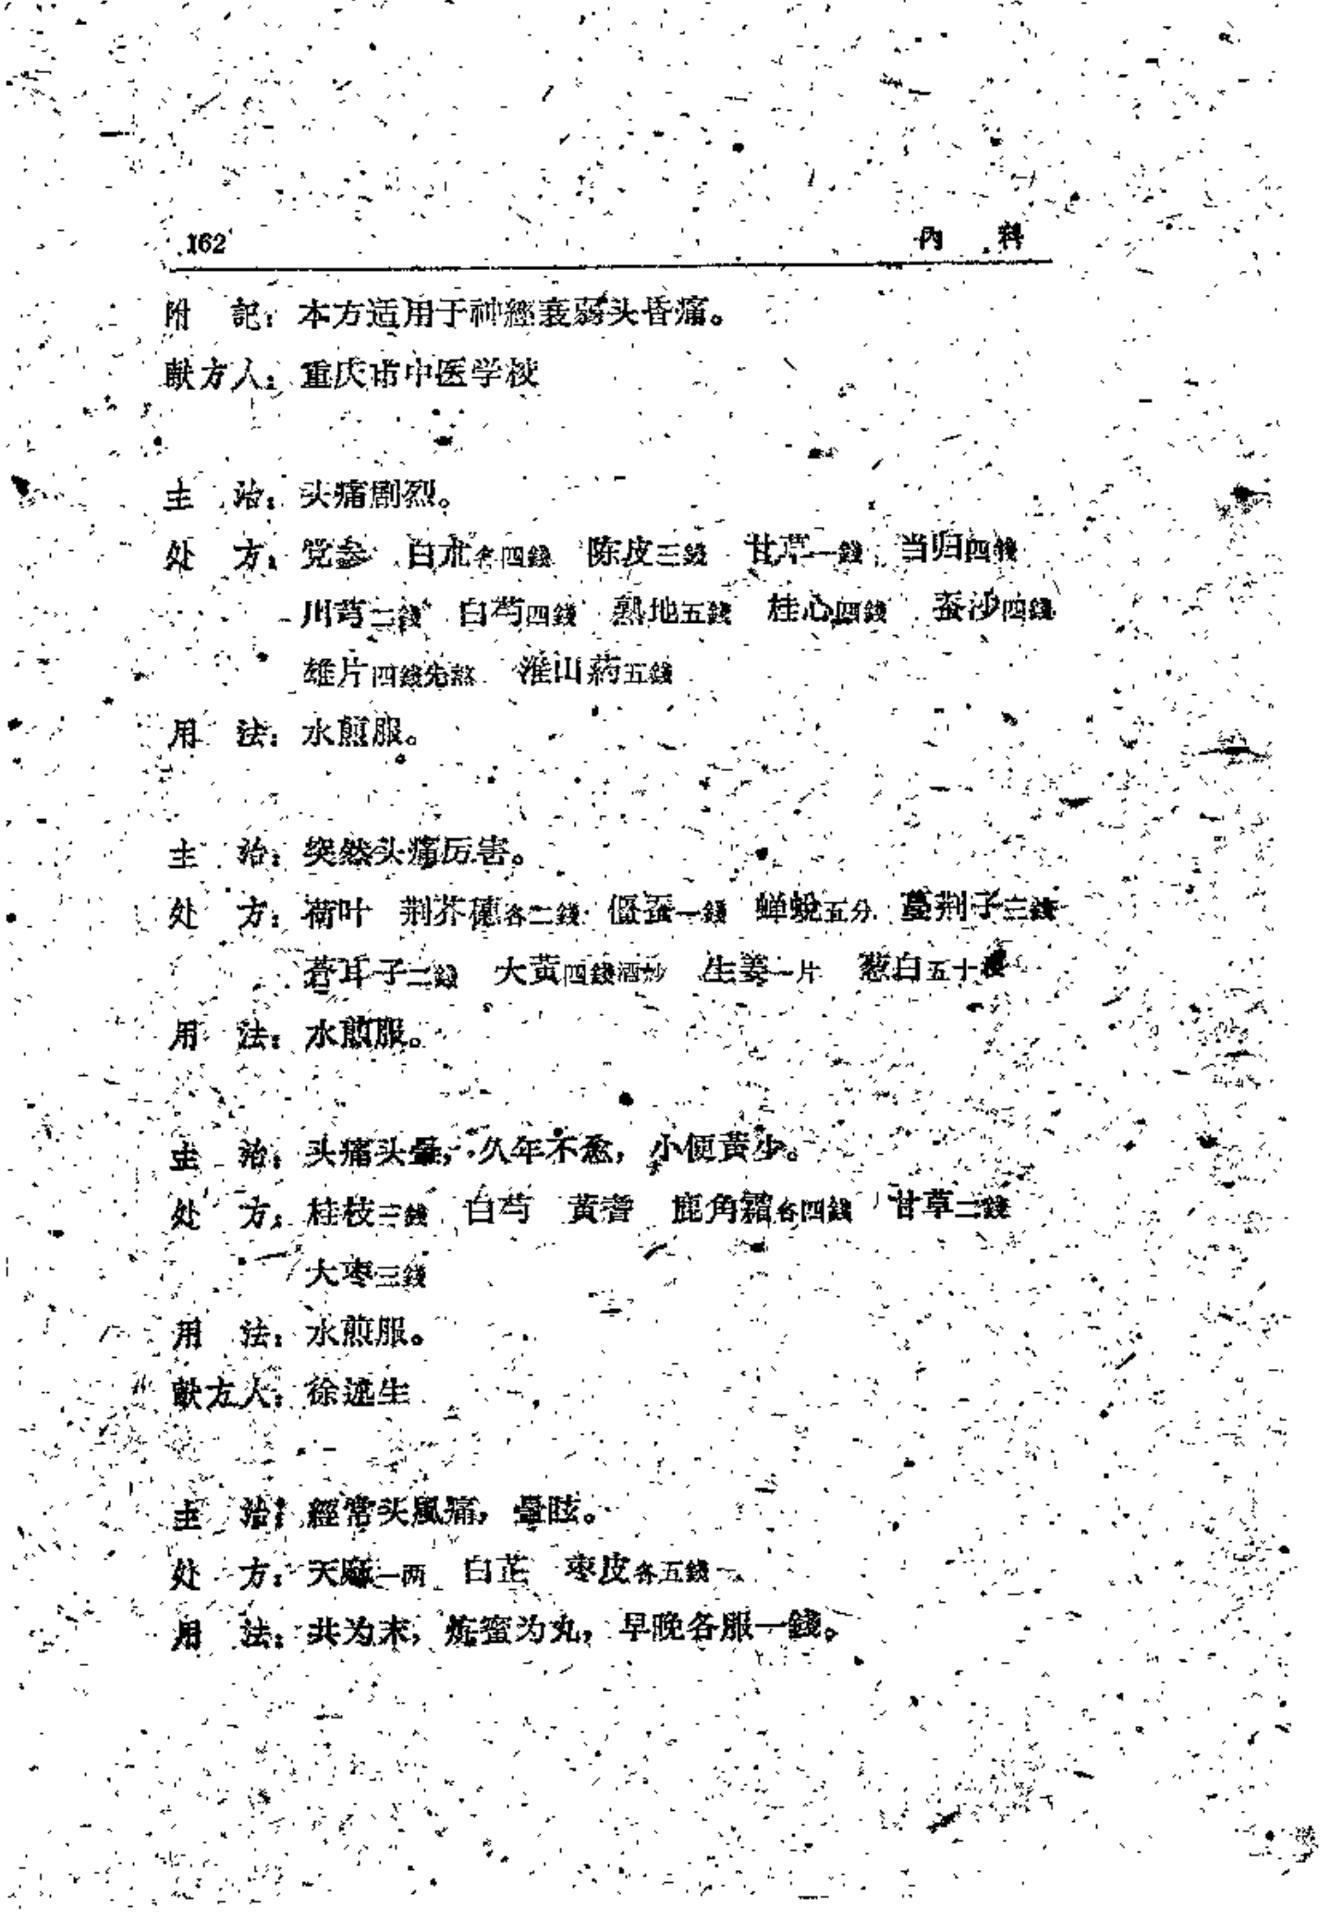 162 內 科
附 記：本方适用于神經衰弱头昏痛。
献方人：重庆市中医学校
主 治：头痛剧烈。
处 方：党参 白朮各四錢 陈皮三錢 甘草一錢 当归四錢
川芎二錢 白芍四錢 熟地五錢 桂心四錢 蚕沙四錢
雄片四錢先熬 淮山葯五錢
用 法：水煎服。
主 治：突然头痛厉害。
处 方：荷叶 荆芥穗各二錢 僵蚕一錢 蝉蜕五分 蔓荆子三錢
蒼耳子二錢 大黄四錢酒炒 生姜一片 葱白五十
用 法：水煎服。
主 治：头痛头暈，久年不愈，小便黃少。
处 方：桂枝三錢 白芍 黃耆 鹿角霜各四錢 甘草二錢
大枣三錢
用 法：水煎服。
献方人：徐述生
主 治：經常头風痛，暈眩。
处 方：天麻一两 白芷 枣皮各五錢
用 法：共为末，炼蜜为丸，早晚各服一錢。